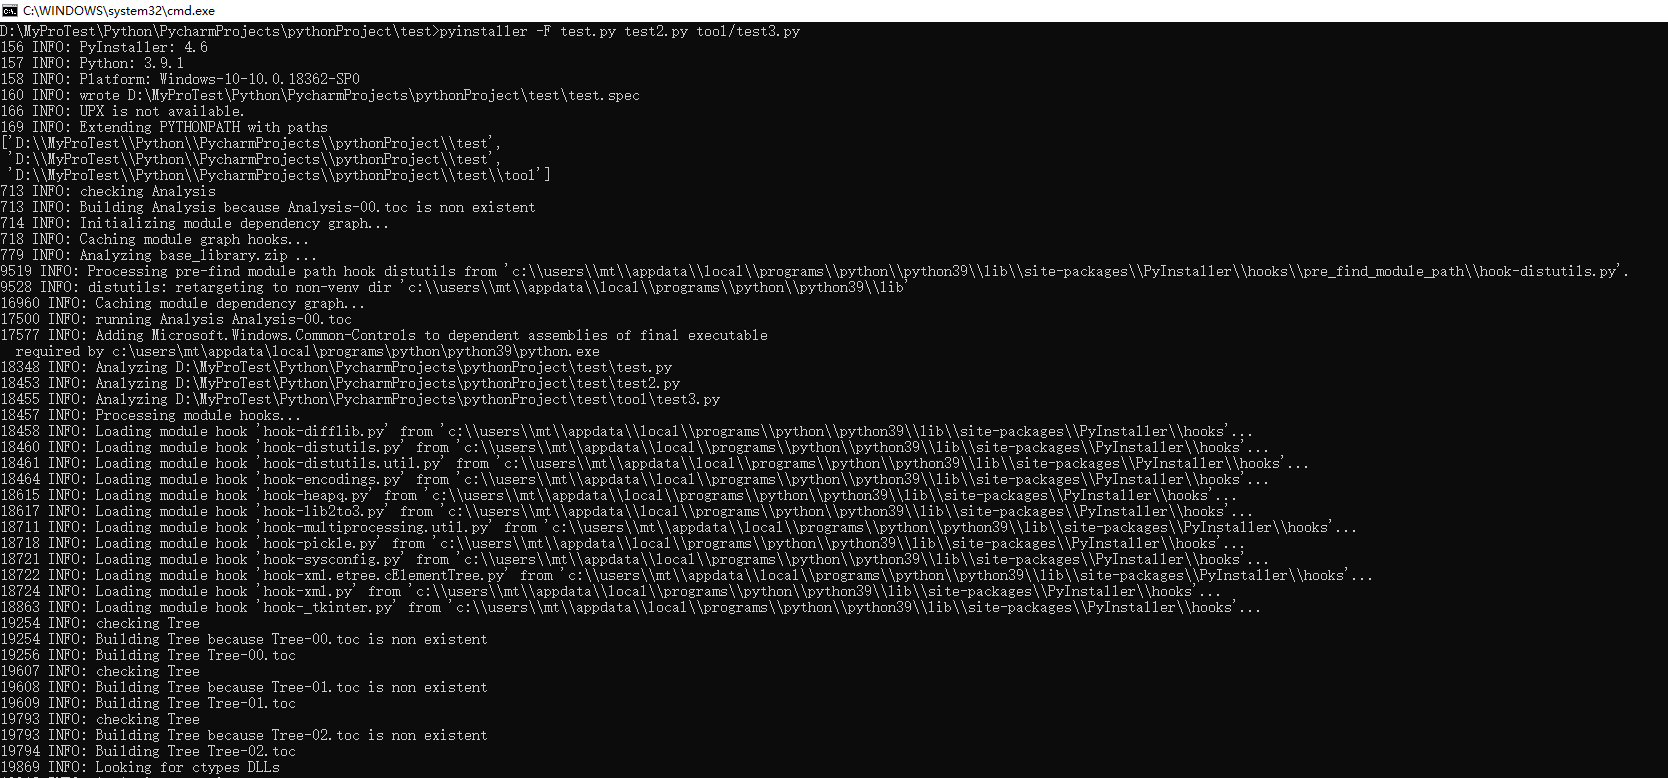 C:\WINDOWS\system32\cmd.exe
D:\MyProTest\Python\PycharmProjects\pythonProject\test>pyinstaller -F test.py test2.py tool/test3.py
156 INFO: PyInstaller: 4.6
157 INFO: Python: 3.9.1
158 INFO: Platform: Windows-10-10.0.18362-SP0
160 INFO: wrote D:\MyProTest\Python\PycharmProjects\pythonProject\test\test.spec
166 INFO: UPX is not available.
169 INFO: Extending PYTHONPATH with paths
['D:\\MyProTest\\Python\\PycharmProjects\\pythonProject\\test',
 'D:\\MyProTest\\Python\\PycharmProjects\\pythonProject\\test',
 'D:\\MyProTest\\Python\\PycharmProjects\\pythonProject\\test\\tool']
713 INFO: checking Analysis
713 INFO: Building Analysis because Analysis-00.toc is non existent
714 INFO: Initializing module dependency graph...
718 INFO: Caching module graph hooks...
779 INFO: Analyzing base_library.zip ...
9519 INFO: Processing pre-find module path hook distutils from 'c:\\users\\mt\\appdata\\local\\programs\\python\\python39\\lib\\site-packages\\PyInstaller\\hooks\\pre_find_module_path\\hook-distutils.py'.
9528 INFO: distutils: retargeting to non-venv dir 'c:\\users\\mt\\appdata\\local\\programs\\python\\python39\\lib'
16960 INFO: Caching module dependency graph...
17500 INFO: running Analysis Analysis-00.toc
17577 INFO: Adding Microsoft.Windows.Common-Controls to dependent assemblies of final executable
  required by c:\users\mt\appdata\local\programs\python\python39\python.exe
18348 INFO: Analyzing D:\MyProTest\Python\PycharmProjects\pythonProject\test\test.py
18453 INFO: Analyzing D:\MyProTest\Python\PycharmProjects\pythonProject\test\test2.py
18455 INFO: Analyzing D:\MyProTest\Python\PycharmProjects\pythonProject\test\tool\test3.py
18457 INFO: Processing module hooks...
18458 INFO: Loading module hook 'hook-difflib.py' from 'c:\\users\\mt\\appdata\\local\\programs\\python\\python39\\lib\\site-packages\\PyInstaller\\hooks'...
18460 INFO: Loading module hook 'hook-distutils.py' from 'c:\\users\\mt\\appdata\\local\\programs\\python\\python39\\lib\\site-packages\\PyInstaller\\hooks'...
18461 INFO: Loading module hook 'hook-distutils.util.py' from 'c:\\users\\mt\\appdata\\local\\programs\\python\\python39\\lib\\site-packages\\PyInstaller\\hooks'...
18464 INFO: Loading module hook 'hook-encodings.py' from 'c:\\users\\mt\\appdata\\local\\programs\\python\\python39\\lib\\site-packages\\PyInstaller\\hooks'...
18615 INFO: Loading module hook 'hook-heapq.py' from 'c:\\users\\mt\\appdata\\local\\programs\\python\\python39\\lib\\site-packages\\PyInstaller\\hooks'...
18617 INFO: Loading module hook 'hook-lib2to3.py' from 'c:\\users\\mt\\appdata\\local\\programs\\python\\python39\\lib\\site-packages\\PyInstaller\\hooks'...
18711 INFO: Loading module hook 'hook-multiprocessing.util.py' from 'c:\\users\\mt\\appdata\\local\\programs\\python\\python39\\lib\\site-packages\\PyInstaller\\hooks'...
18718 INFO: Loading module hook 'hook-pickle.py' from 'c:\\users\\mt\\appdata\\local\\programs\\python\\python39\\lib\\site-packages\\PyInstaller\\hooks'...
18721 INFO: Loading module hook 'hook-sysconfig.py' from 'c:\\users\\mt\\appdata\\local\\programs\\python\\python39\\lib\\site-packages\\PyInstaller\\hooks'...
18722 INFO: Loading module hook 'hook-xml.etree.cElementTree.py' from 'c:\\users\\mt\\appdata\\local\\programs\\python\\python39\\lib\\site-packages\\PyInstaller\\hooks'...
18724 INFO: Loading module hook 'hook-xml.py' from 'c:\\users\\mt\\appdata\\local\\programs\\python\\python39\\lib\\site-packages\\PyInstaller\\hooks'...
18863 INFO: Loading module hook 'hook-_tkinter.py' from 'c:\\users\\mt\\appdata\\local\\programs\\python\\python39\\lib\\site-packages\\PyInstaller\\hooks'...
19254 INFO: checking Tree
19254 INFO: Building Tree because Tree-00.toc is non existent
19256 INFO: Building Tree Tree-00.toc
19607 INFO: checking Tree
19608 INFO: Building Tree because Tree-01.toc is non existent
19609 INFO: Building Tree Tree-01.toc
19793 INFO: checking Tree
19793 INFO: Building Tree because Tree-02.toc is non existent
19794 INFO: Building Tree Tree-02.toc
19869 INFO: Looking for ctypes DLLs